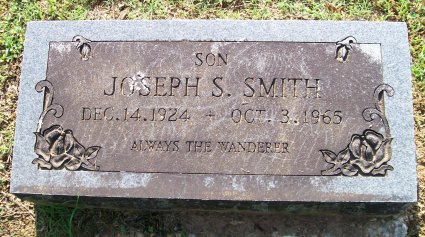 SON
JOSEPH S. SMITH
DEC. 14. 1924 + OCT. 3. 1965
ALWAYS THE WANDERER